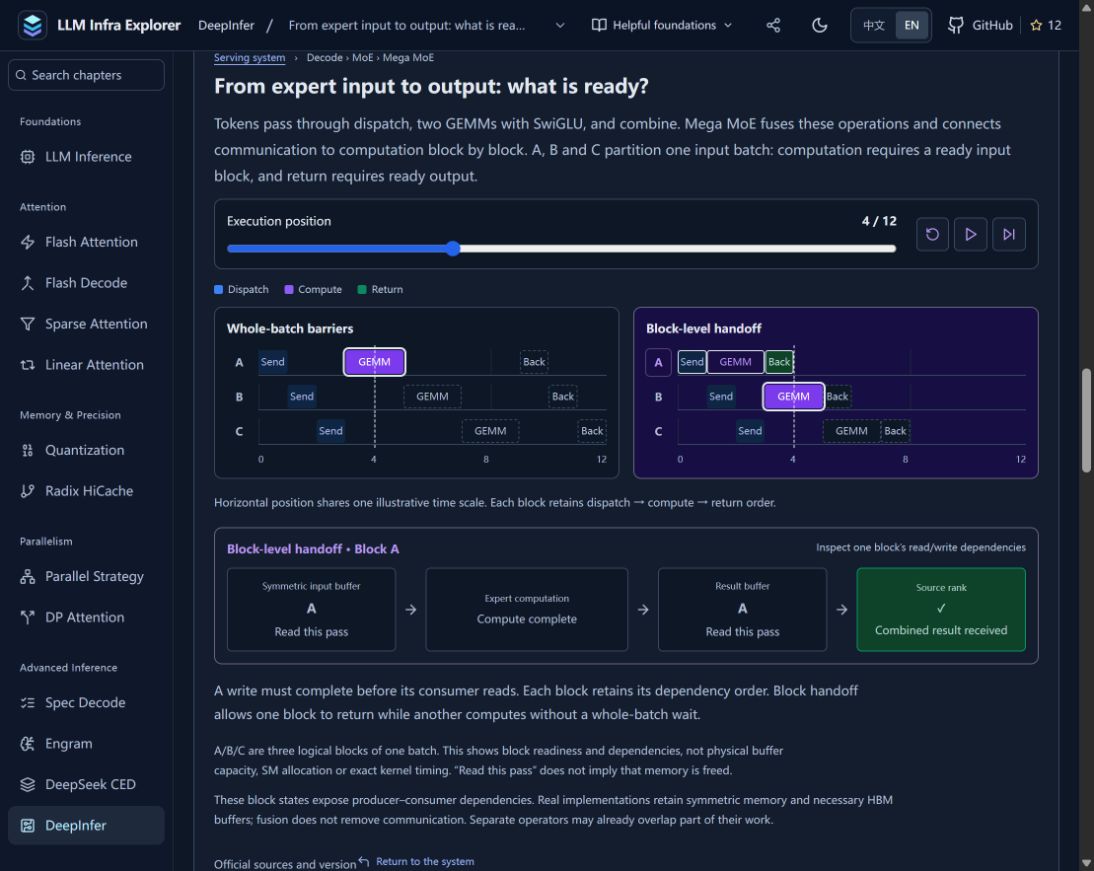 LLM Infra Explorer
DeepInfer / From expert input to output: what is rea...
Helpful foundations
中文 EN
GitHub
12
Search chapters
Foundations
LLM Inference
Attention
Flash Attention
Flash Decode
Sparse Attention
Linear Attention
Memory & Precision
Quantization
Radix HiCache
Parallelism
Parallel Strategy
DP Attention
Advanced Inference
Spec Decode
Engram
DeepSeek CED
DeepInfer
Serving system › Decode › MoE › Mega MoE
From expert input to output: what is ready?
Tokens pass through dispatch, two GEMMs with SwiGLU, and combine. Mega MoE fuses these operations and connects
communication to computation block by block. A, B and C partition one input batch: computation requires a ready input
block, and return requires ready output.
Execution position
4 / 12
Dispatch Compute Return
Whole-batch barriers
A Send GEMM Back
B Send GEMM Back
C Send GEMM Back
0 4 8 12
Block-level handoff
A Send GEMM Back
B Send GEMM Back
C Send GEMM Back
0 4 8 12
Horizontal position shares one illustrative time scale. Each block retains dispatch → compute → return order.
Block-level handoff • Block A
Inspect one block's read/write dependencies
Symmetric input buffer
A
Read this pass
→
Expert computation
Compute complete
→
Result buffer
A
Read this pass
→
Source rank
✓
Combined result received
A write must complete before its consumer reads. Each block retains its dependency order. Block handoff
allows one block to return while another computes without a whole-batch wait.
A/B/C are three logical blocks of one batch. This shows block readiness and dependencies, not physical buffer
capacity, SM allocation or exact kernel timing. "Read this pass" does not imply that memory is freed.
These block states expose producer–consumer dependencies. Real implementations retain symmetric memory and necessary HBM
buffers; fusion does not remove communication. Separate operators may already overlap part of their work.
Official sources and version
Return to the system